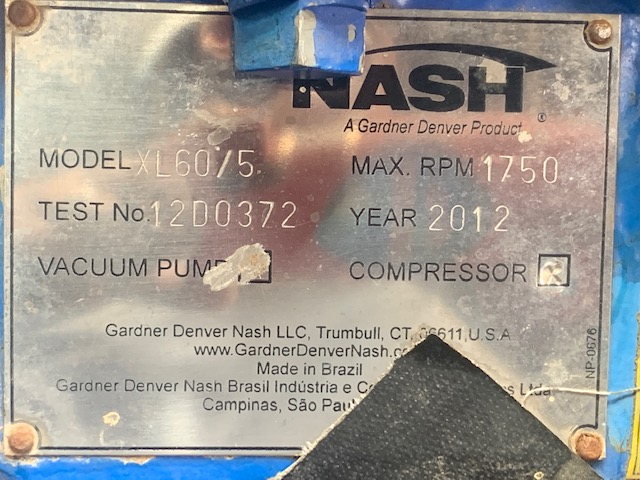 NASH
®
A Gardner Denver Product
MODEL XL60/5 MAX. RPM 1750
TEST No. 12D0372 YEAR 2012
VACUUM PUMP COMPRESSOR
Gardner Denver Nash LLC, Trumbull, CT 06611, U.S.A
www.GardnerDenverNash.co
Made in Brazil
Gardner Denver Nash Brasil Indústria e Ltda
Campinas, São
NP-0676